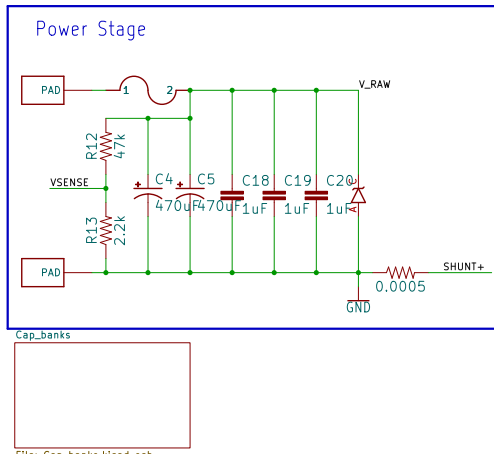 Power Stage
PAD
1
2
V_RAW
R12
47k
VSENSE
C4
470uF
C5
470uF
C18
1uF
C19
1uF
C20
1uF
A
R13
2.2k
PAD
GND
0.0005
SHUNT+
Cap_banks